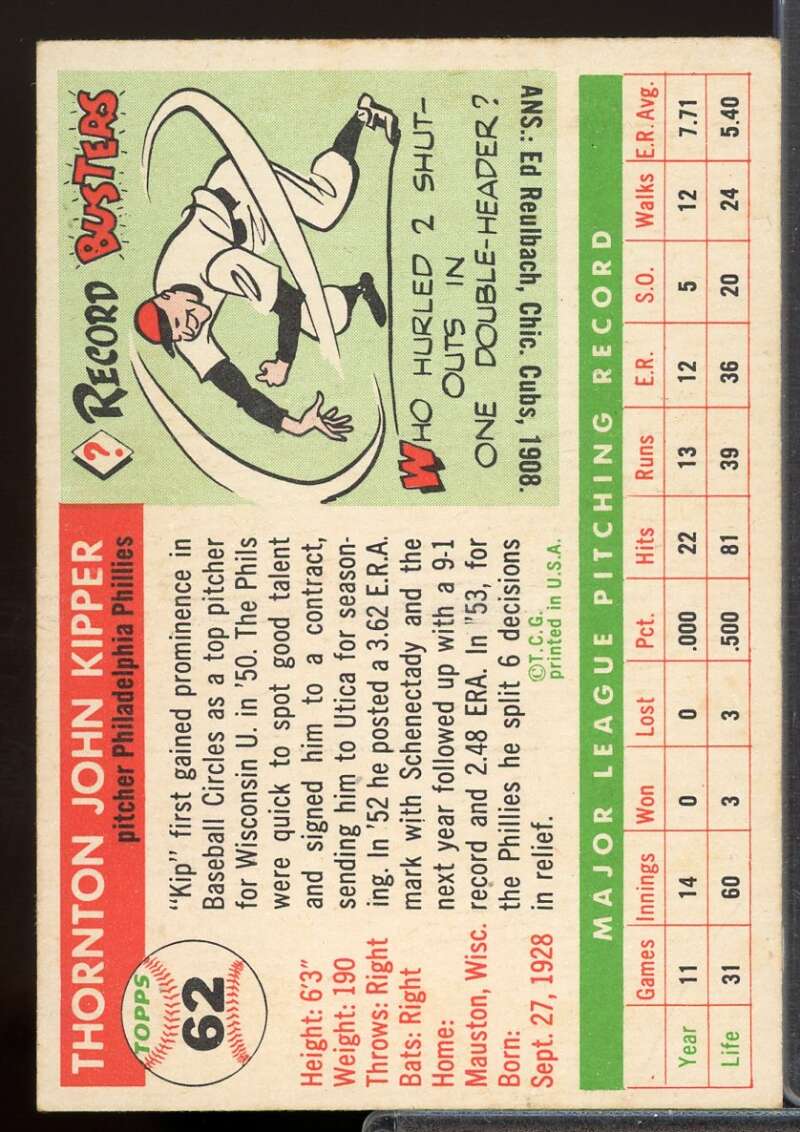 THORNTON JOHN KIPPER
pitcher Philadelphia Phillies
TOPPS
62
Height: 6'3"
Weight: 190
Throws: Right
Bats: Right
Home:
Mauston, Wisc.
Born:
Sept. 27, 1928
"Kip" first gained prominence in
Baseball Circles as a top pitcher
for Wisconsin U. in '50. The Phils
were quick to spot good talent
and signed him to a contract,
sending him to Utica for season-
ing. In '52 he posted a 3.62 E.R.A.
mark with Schenectady and the
next year followed up with a 9-1
record and 2.48 ERA. In '53, for
the Phillies he split 6 decisions
in relief.
©T.C.G.
printed in U.S.A.
? RECORD BUSTERS
WHO HURLED 2 SHUT-
OUTS IN
ONE DOUBLE-HEADER?
ANS.: Ed Reulbach, Chic. Cubs, 1908.
MAJOR LEAGUE PITCHING RECORD
Games Innings Won Lost Pct. Hits Runs E.R. S.O. Walks E.R. Avg.
Year 11 14 0 0 .000 22 13 12 5 12 7.71
Life 31 60 3 3 .500 81 39 36 20 24 5.40